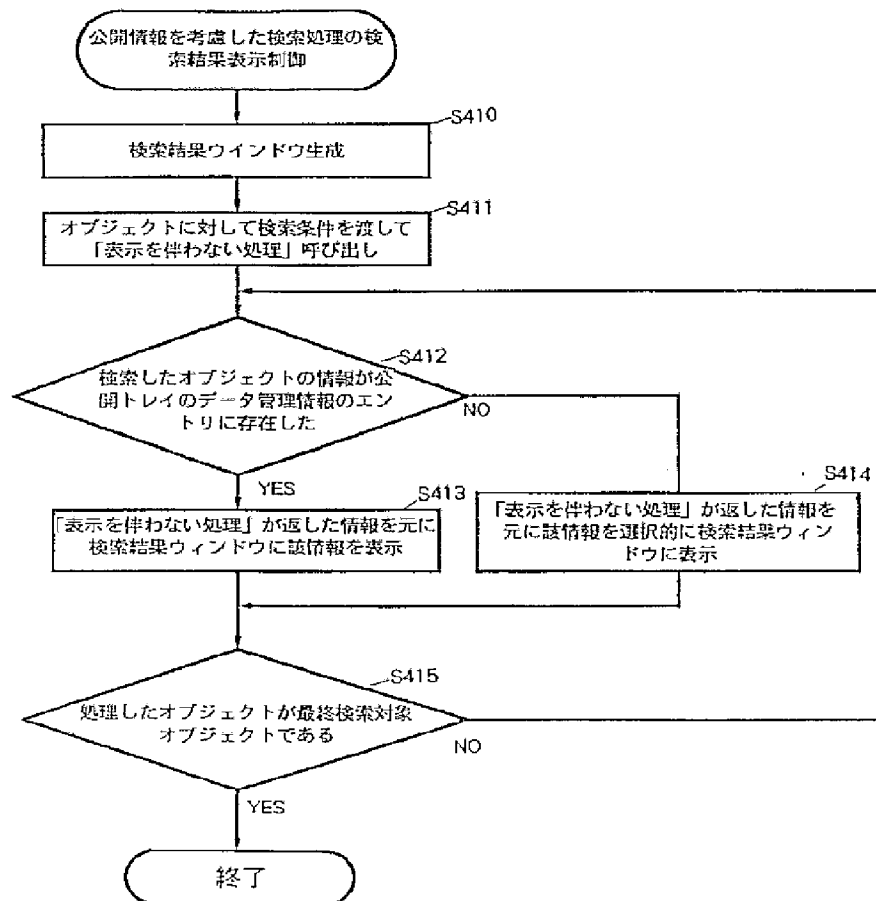 公開情報を考慮した検索処理の検
索結果表示制御
S410
検索結果ウインドウ生成
S411
オブジェクトに対して検索条件を渡して
「表示を伴わない処理」呼び出し
S412
検索したオブジェクトの情報が公
開トレイのデータ管理情報のエン
トリに存在した
NO
YES
S413
「表示を伴わない処理」が返した情報を元に
検索結果ウィンドウに該情報を表示
S414
「表示を伴わない処理」が返した情報を
元に該情報を選択的に検索結果ウィン
ドウに表示
S415
処理したオブジェクトが最終検索対象
オブジェクトである
NO
YES
終了